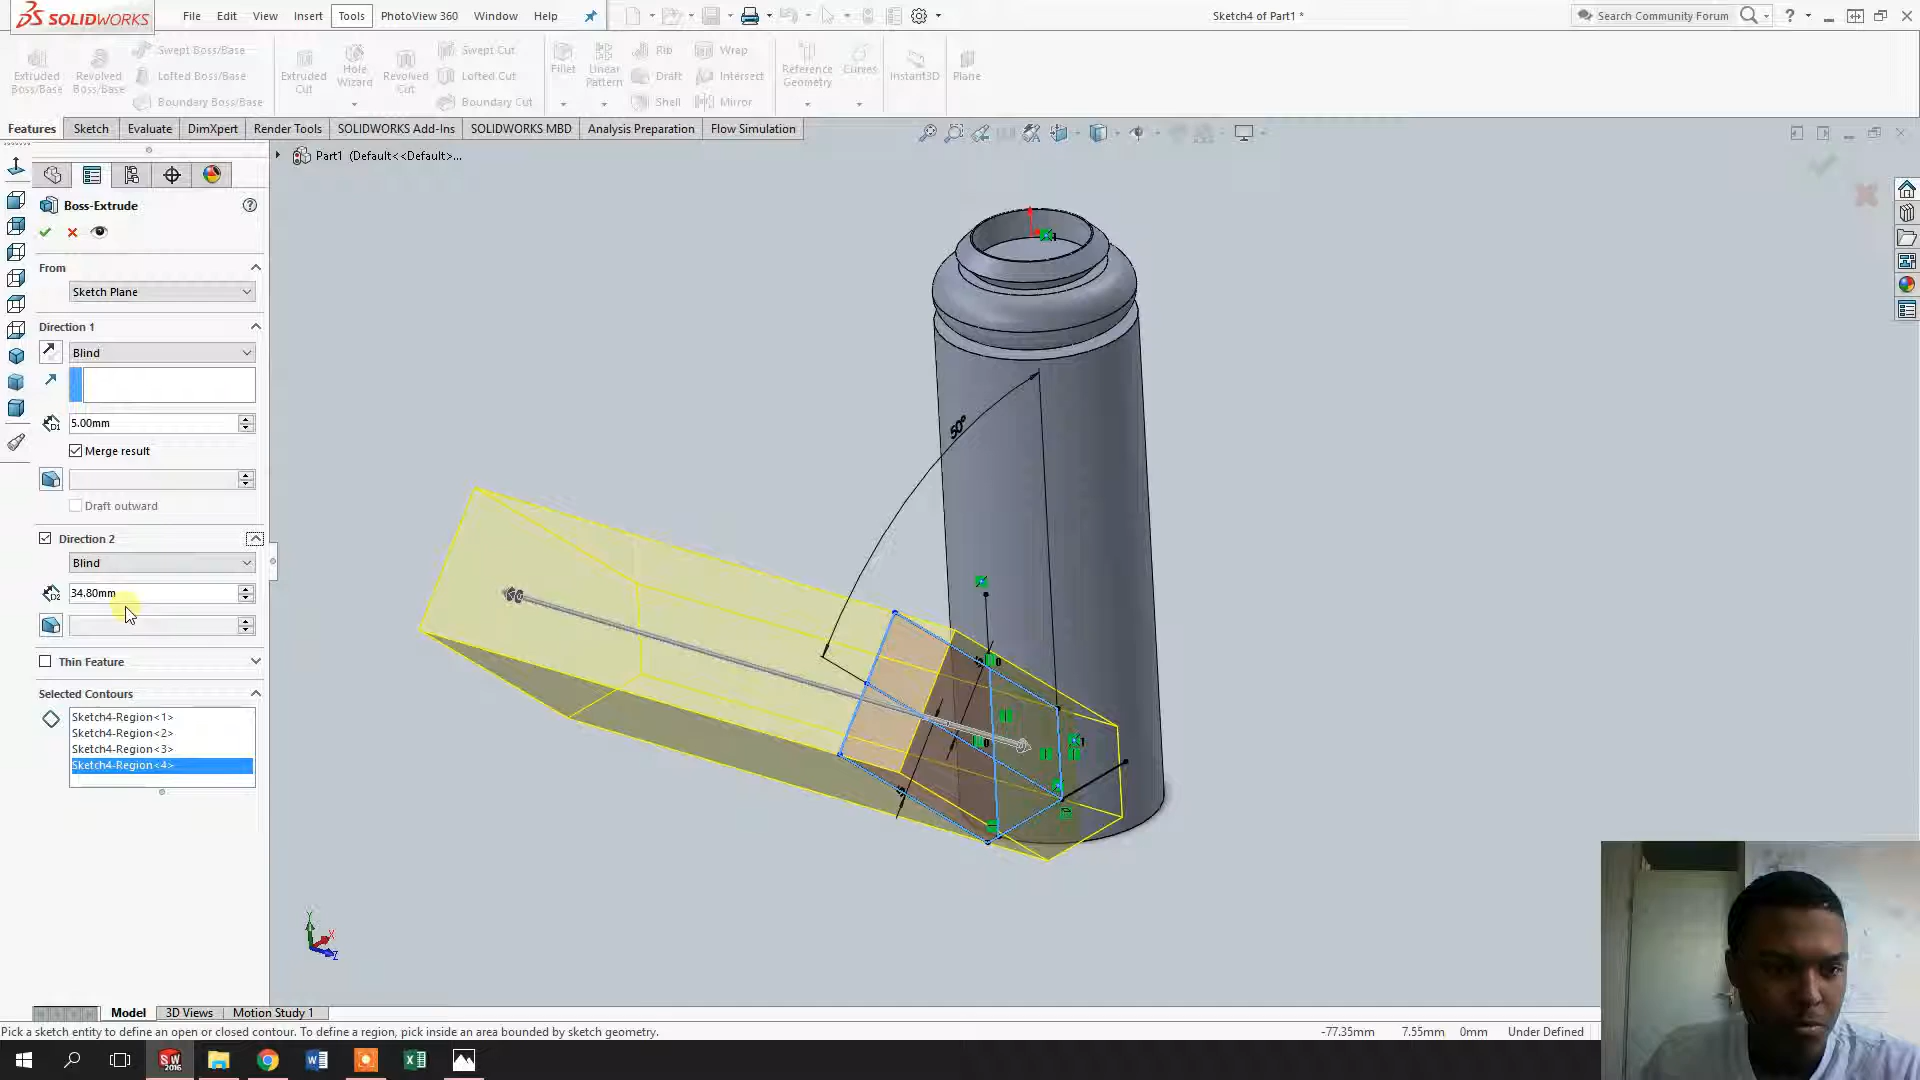 SOLIDWORKS File Edit View Insert Tools PhotoView 360 Window Help Sketch4 of Part1 * Search Community Forum ?
Extruded Boss/Base Revolved Boss/Base Swept Boss/Base Lofted Boss/Base Boundary Boss/Base Extruded Cut Hole Wizard Revolved Cut Swept Cut Lofted Cut Boundary Cut Fillet Linear Pattern Rib Draft Shell Wrap Intersect Mirror Reference Geometry Curves Instant3D Plane
Features Sketch Evaluate DimXpert Render Tools SOLIDWORKS Add-Ins SOLIDWORKS MBD Analysis Preparation Flow Simulation
Part1 (Default<<Default>...
Boss-Extrude ?
From
Sketch Plane
Direction 1
Blind
D1 5.00mm
Merge result
Draft outward
Direction 2
Blind
D2 34.80mm
Thin Feature
Selected Contours
Sketch4-Region<1>
Sketch4-Region<2>
Sketch4-Region<3>
Sketch4-Region<4>
50°
Y X Z
Model 3D Views Motion Study 1
Pick a sketch entity to define an open or closed contour. To define a region, pick inside an area bounded by sketch geometry. -77.35mm 7.55mm 0mm Under Defined
SW 2016